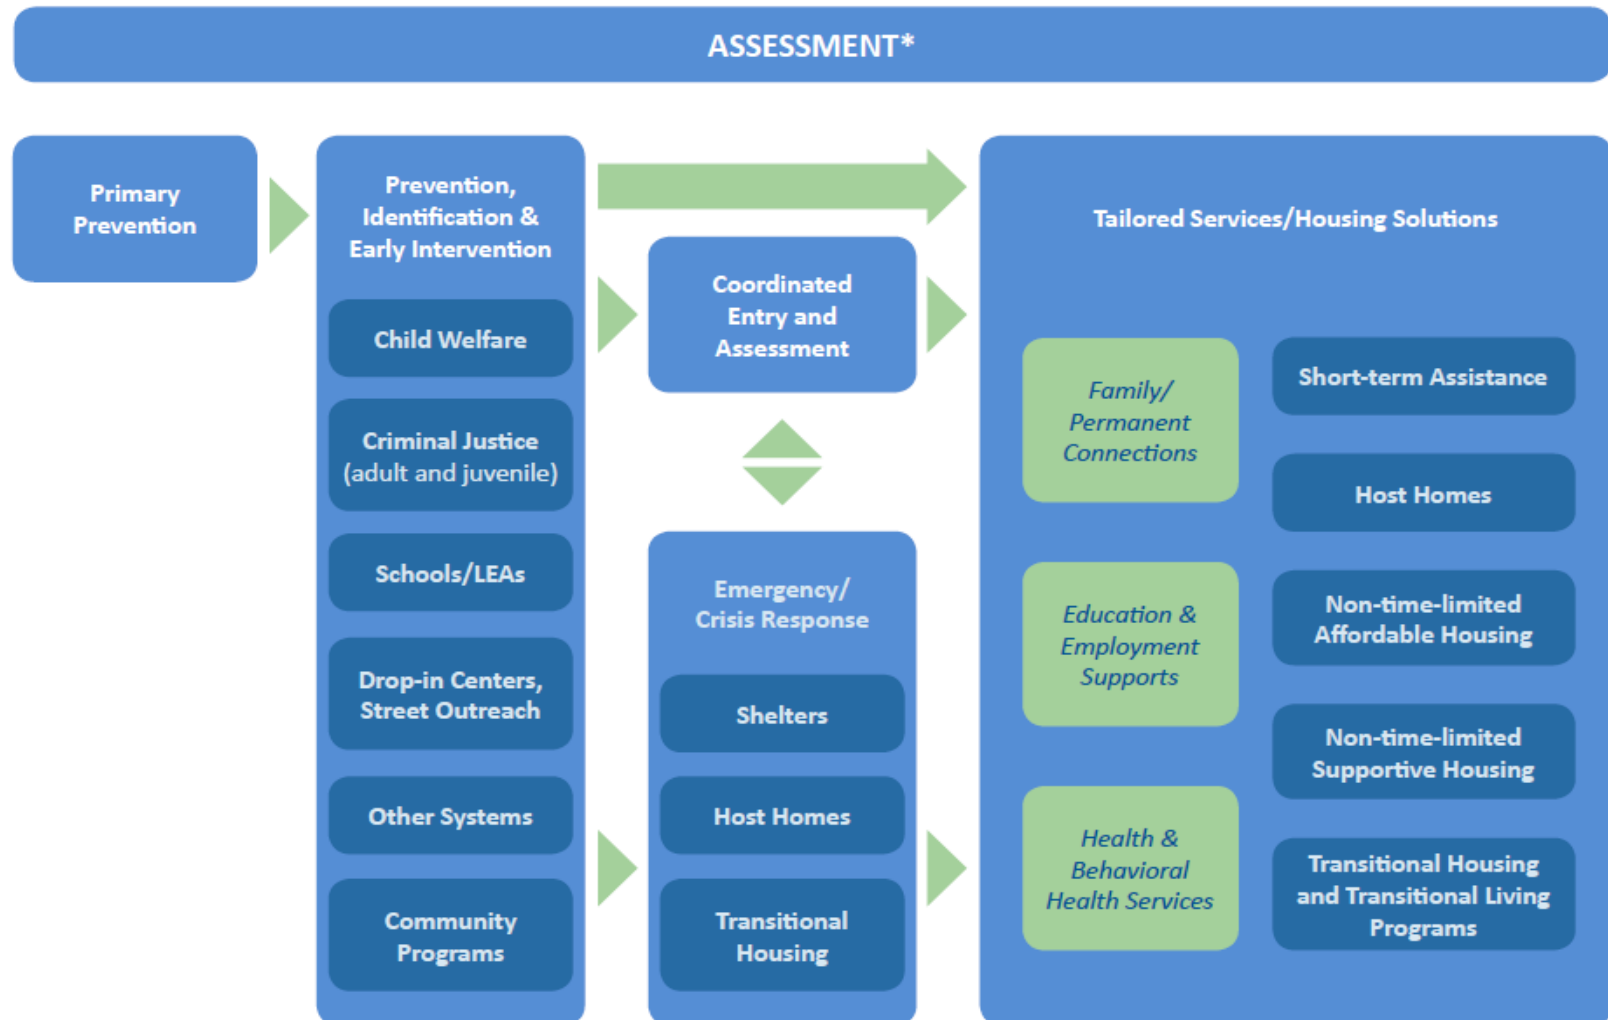 ASSESSMENT*
Primary
Prevention
Prevention,
Identification &
Early Intervention
Child Welfare
Criminal Justice
(adult and juvenile)
Schools/LEAs
Drop-in Centers,
Street Outreach
Other Systems
Community
Programs
Coordinated
Entry and
Assessment
Emergency/
Crisis Response
Shelters
Host Homes
Transitional
Housing
Tailored Services/Housing Solutions
Family/
Permanent
Connections
Education &
Employment
Supports
Health &
Behavioral
Health Services
Short-term Assistance
Host Homes
Non-time-limited
Affordable Housing
Non-time-limited
Supportive Housing
Transitional Housing
and Transitional Living
Programs